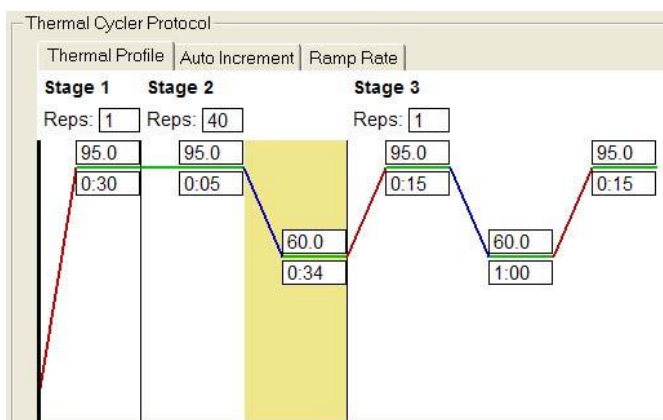 Thermal Cycler Protocol
Thermal Profile Auto Increment Ramp Rate
Stage 1 Stage 2 Stage 3
Reps: 1 Reps: 40 Reps: 1
95.0 95.0 95.0 95.0
0:30 0:05 0:15 0:15
60.0 60.0
0:34 1:00